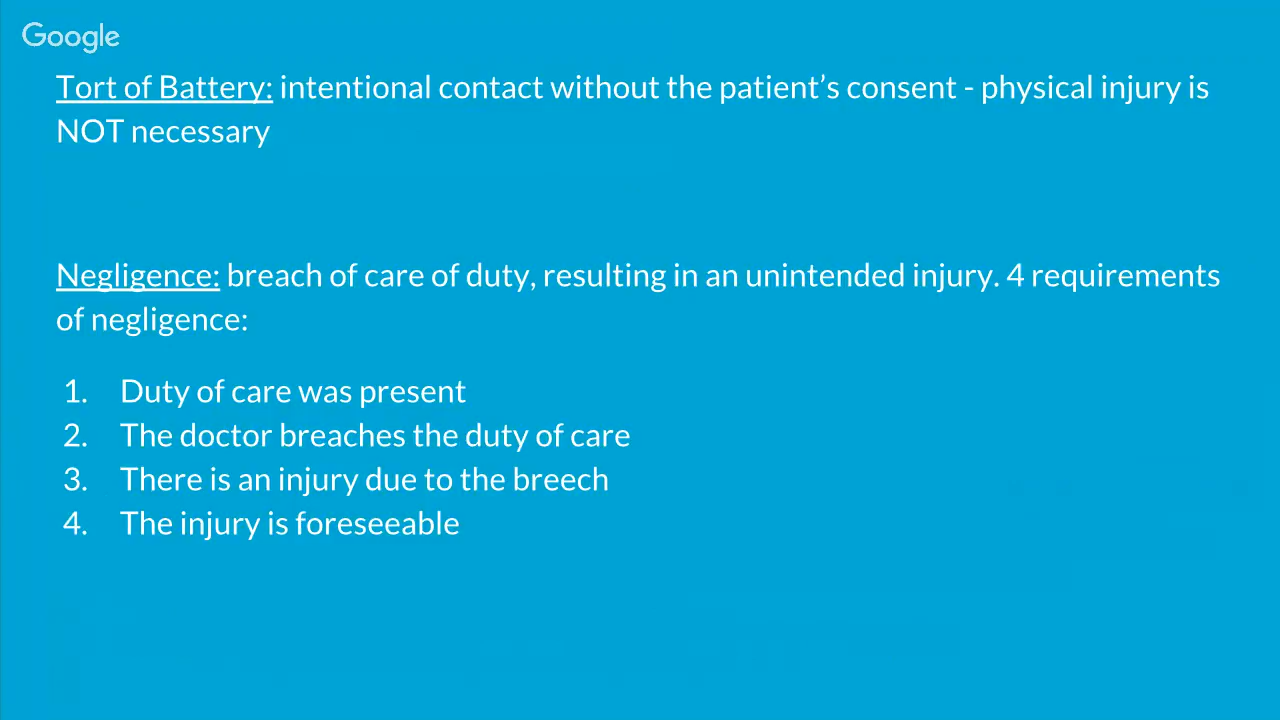 Google
Tort of Battery: intentional contact without the patient’s consent - physical injury is
NOT necessary
Negligence: breach of care of duty, resulting in an unintended injury. 4 requirements
of negligence:
1. Duty of care was present
2. The doctor breaches the duty of care
3. There is an injury due to the breech
4. The injury is foreseeable